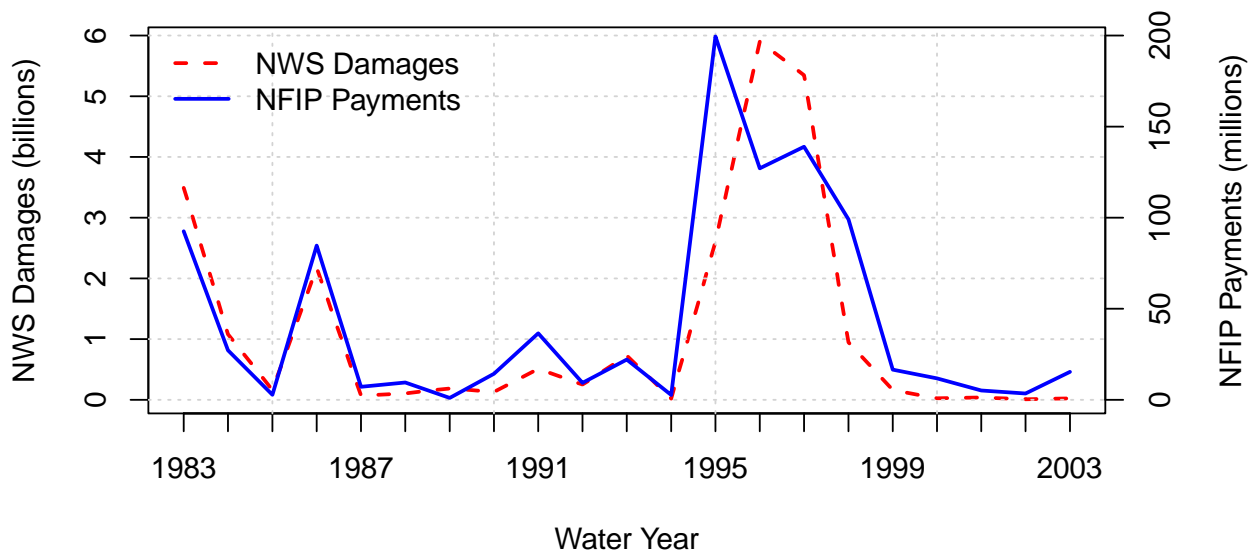 NWS Damages
NFIP Payments
NWS Damages (billions)
6
5
4
3
2
1
0
200
150
100
50
0
NFIP Payments (millions)
1983 1987 1991 1995 1999 2003
Water Year